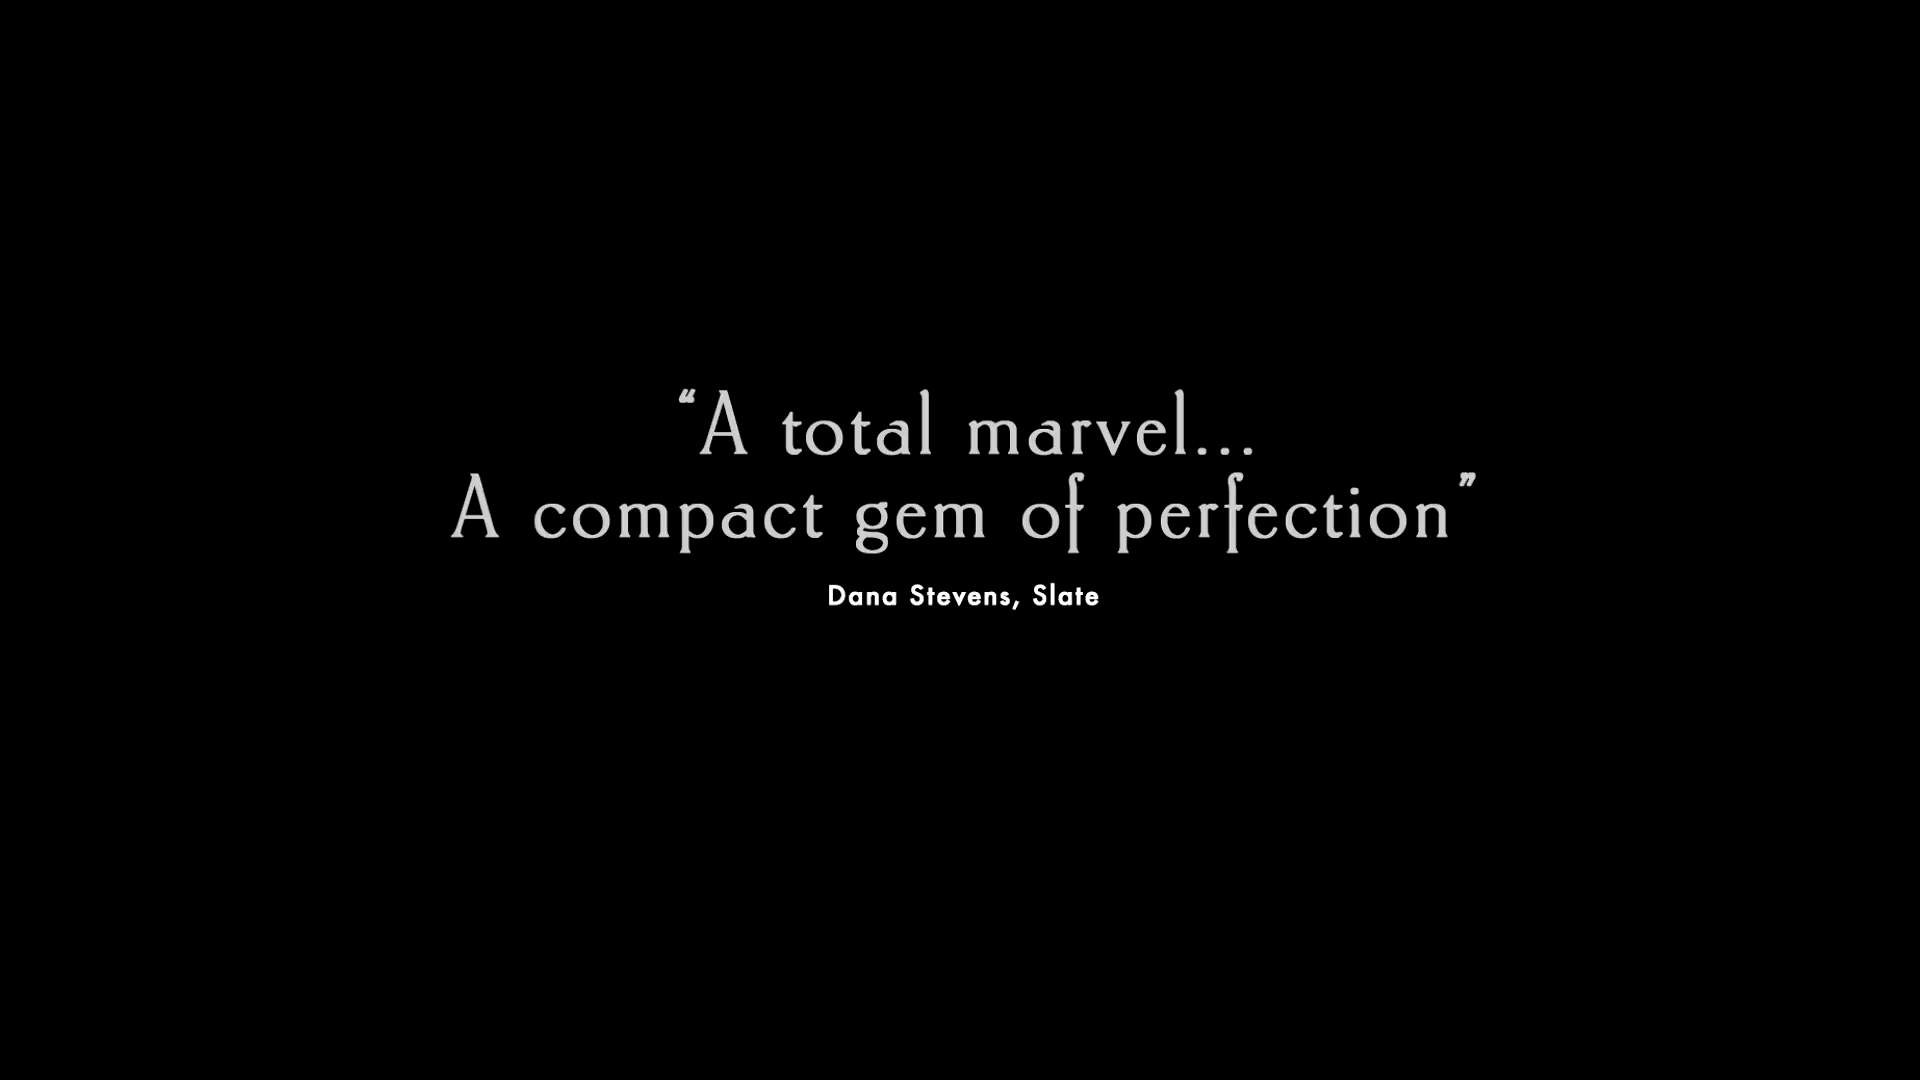 “A total marvel...
A compact gem of perfection”
Dana Stevens, Slate